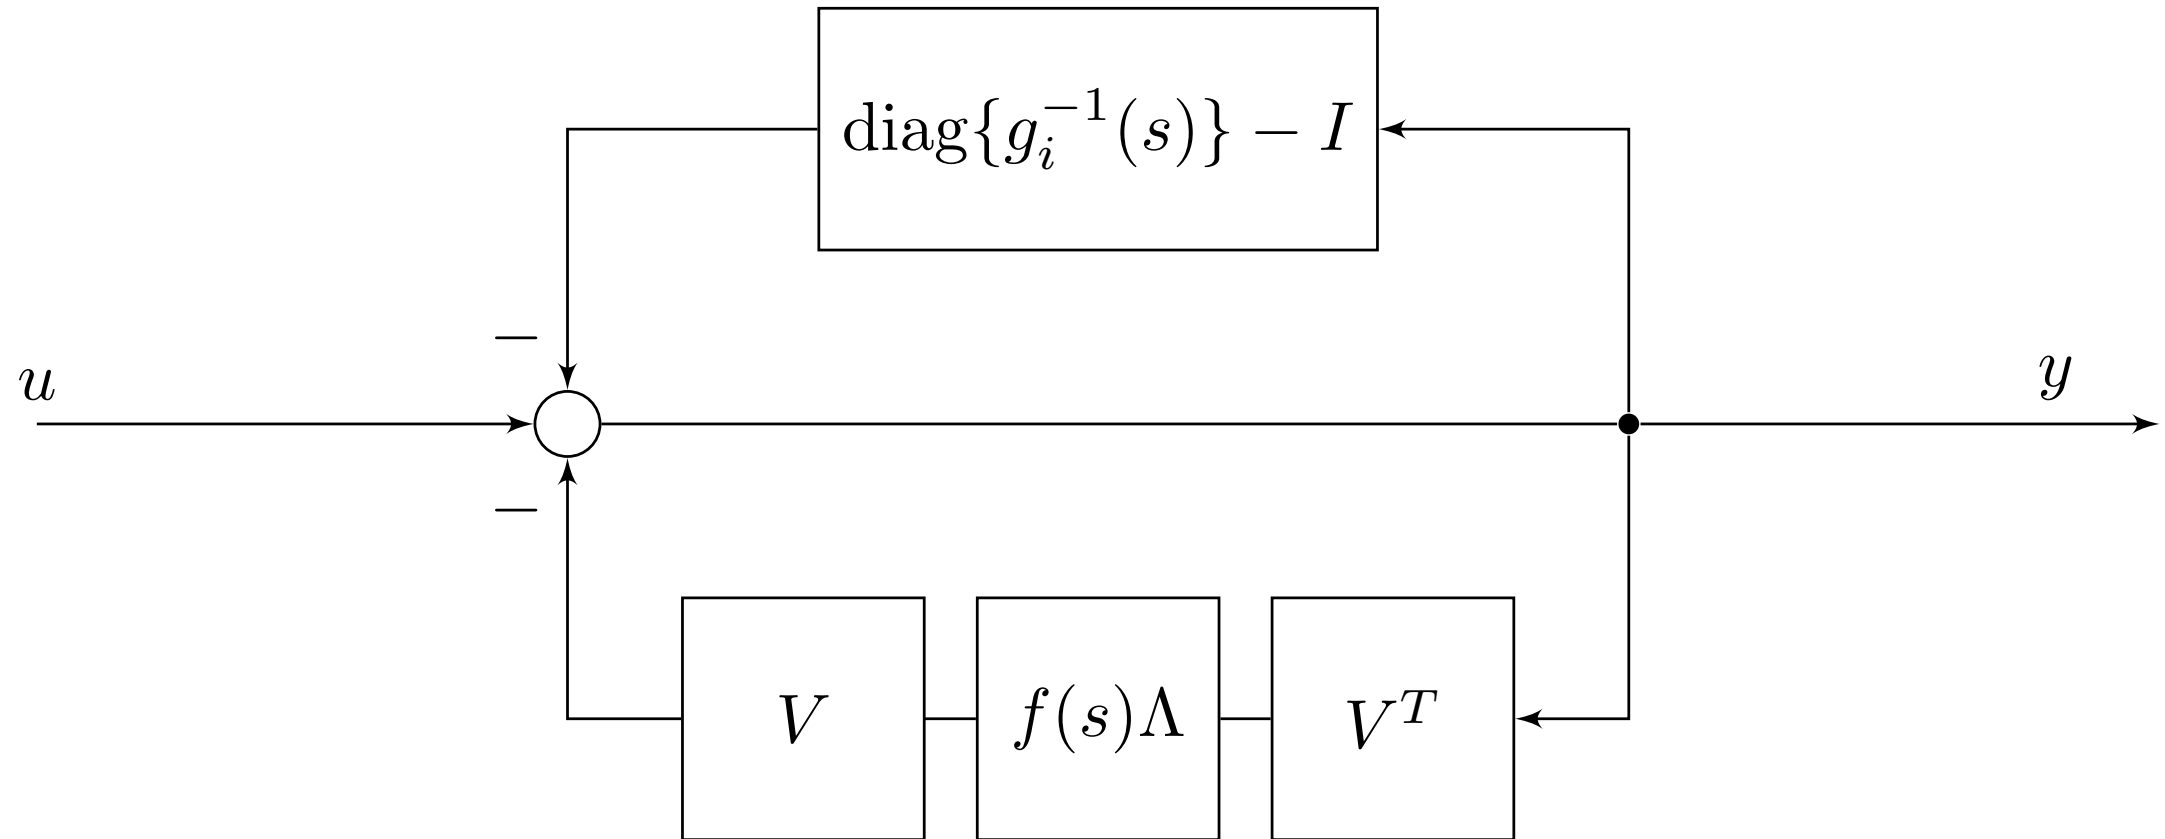 diag{g_i^{-1}(s)} − I
−
u
y
−
V
f(s)Λ
V^T